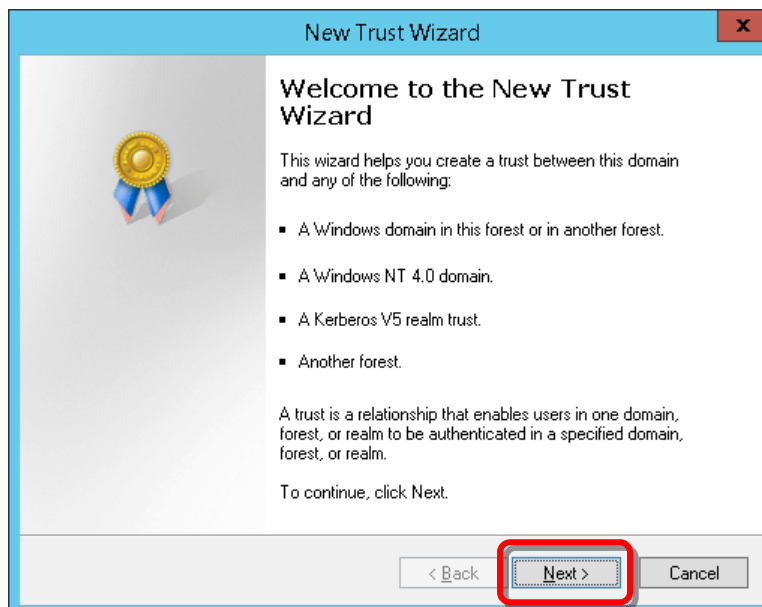 New Trust Wizard
x
Welcome to the New Trust
Wizard
This wizard helps you create a trust between this domain
and any of the following:
▪ A Windows domain in this forest or in another forest.
▪ A Windows NT 4.0 domain.
▪ A Kerberos V5 realm trust.
▪ Another forest.
A trust is a relationship that enables users in one domain,
forest, or realm to be authenticated in a specified domain,
forest, or realm.
To continue, click Next.
< Back
Next >
Cancel